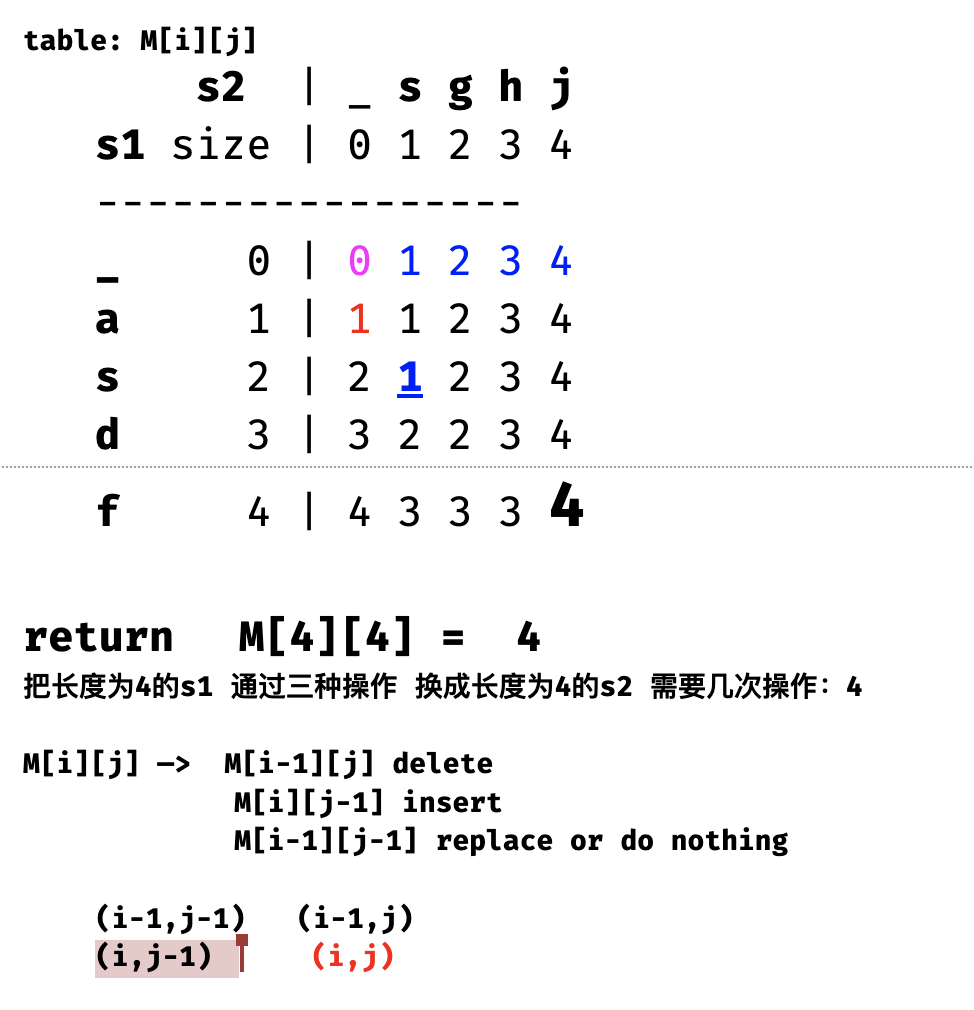 table: M[i][j]
s2 | _ s g h j
s1 size | 0 1 2 3 4
-----------------
_ 0 | 0 1 2 3 4
a 1 | 1 1 2 3 4
s 2 | 2 1 2 3 4
d 3 | 3 2 2 3 4
f 4 | 4 3 3 3 4
return M[4][4] = 4
把长度为4的s1 通过三种操作 换成长度为4的s2 需要几次操作：4
M[i][j] —> M[i-1][j] delete
M[i][j-1] insert
M[i-1][j-1] replace or do nothing
(i-1,j-1) (i-1,j)
(i,j-1) (i,j)